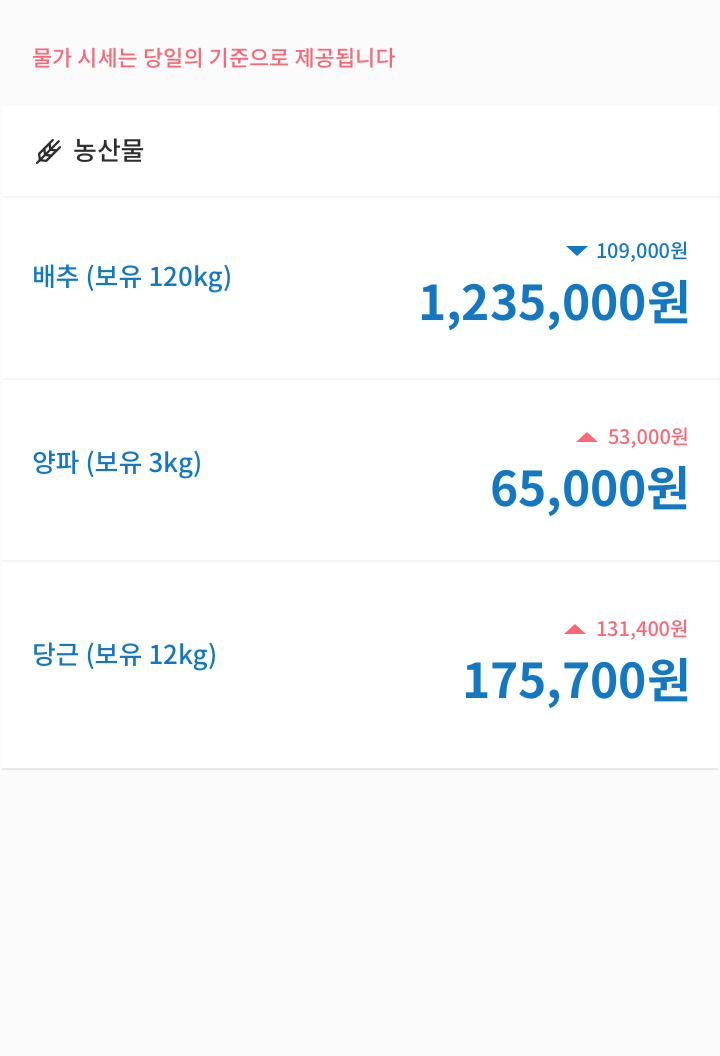 물가 시세는 당일의 기준으로 제공됩니다
농산물
배추 (보유 120kg)
109,000원
1,235,000원
양파 (보유 3kg)
53,000원
65,000원
당근 (보유 12kg)
131,400원
175,700원